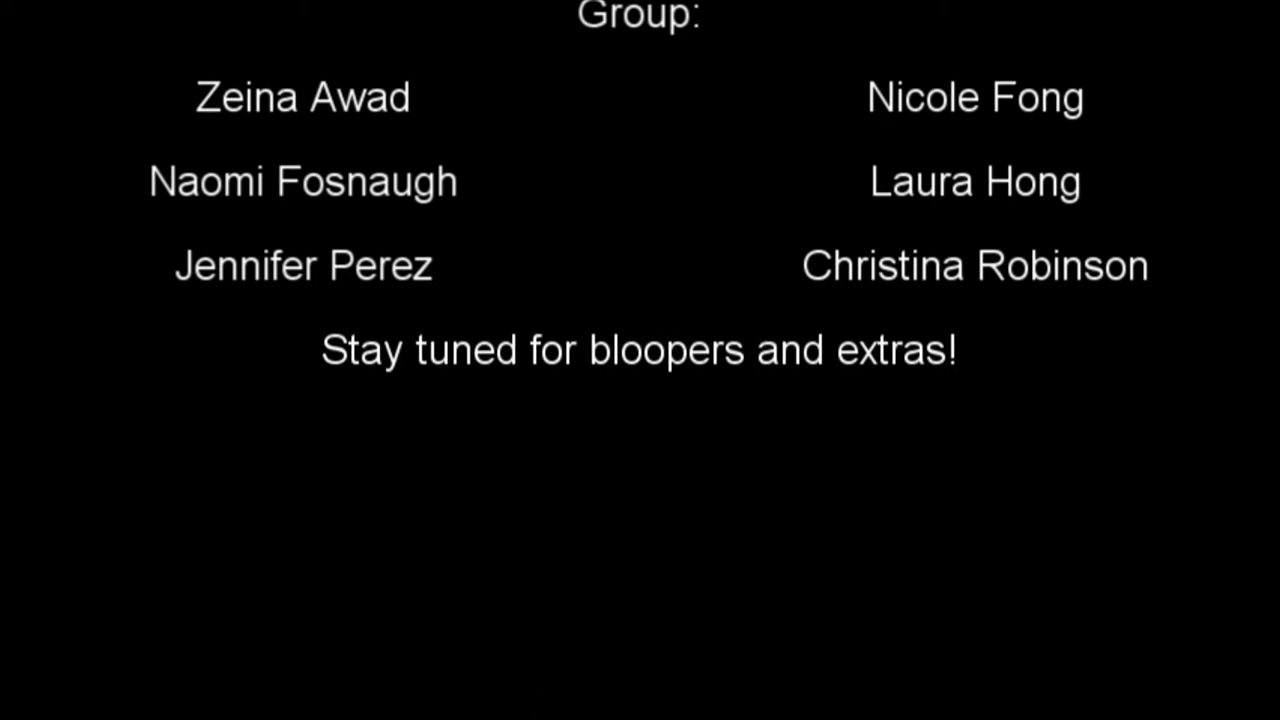 Group:
Zeina Awad Nicole Fong
Naomi Fosnaugh Laura Hong
Jennifer Perez Christina Robinson
Stay tuned for bloopers and extras!